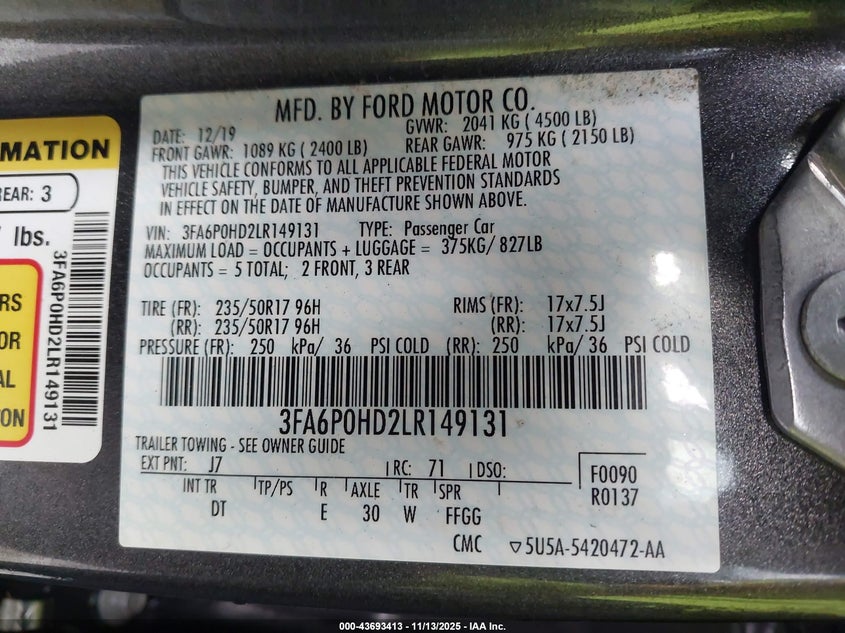 MFD. BY FORD MOTOR CO.
DATE: 12/19
GVWR: 2041 KG ( 4500 LB)
FRONT GAWR: 1089 KG ( 2400 LB)
REAR GAWR: 975 KG ( 2150 LB)
THIS VEHICLE CONFORMS TO ALL APPLICABLE FEDERAL MOTOR
VEHICLE SAFETY, BUMPER, AND THEFT PREVENTION STANDARDS
IN EFFECT ON THE DATE OF MANUFACTURE SHOWN ABOVE.
VIN: 3FA6P0HD2LR149131 TYPE: Passenger Car
MAXIMUM LOAD = OCCUPANTS + LUGGAGE = 375KG/ 827LB
OCCUPANTS = 5 TOTAL; 2 FRONT, 3 REAR
TIRE (FR): 235/50R17 96H RIMS (FR): 17x7.5J
(RR): 235/50R17 96H (RR): 17x7.5J
PRESSURE (FR): 250 kPa/ 36 PSI COLD (RR): 250 kPa/ 36 PSI COLD
3FA6P0HD2LR149131
TRAILER TOWING - SEE OWNER GUIDE
EXT PNT: J7 RC: 71 DSO:
F0090
R0137
INT TR TP/PS R AXLE TR SPR
DT E 30 W FFGG
CMC ▽5U5A-5420472-AA
MATION
REAR: 3
lbs.
3FA6P0HD2LR149131
ERS
OR
AL
ION
000-43693413 - 11/13/2025 - IAA Inc.